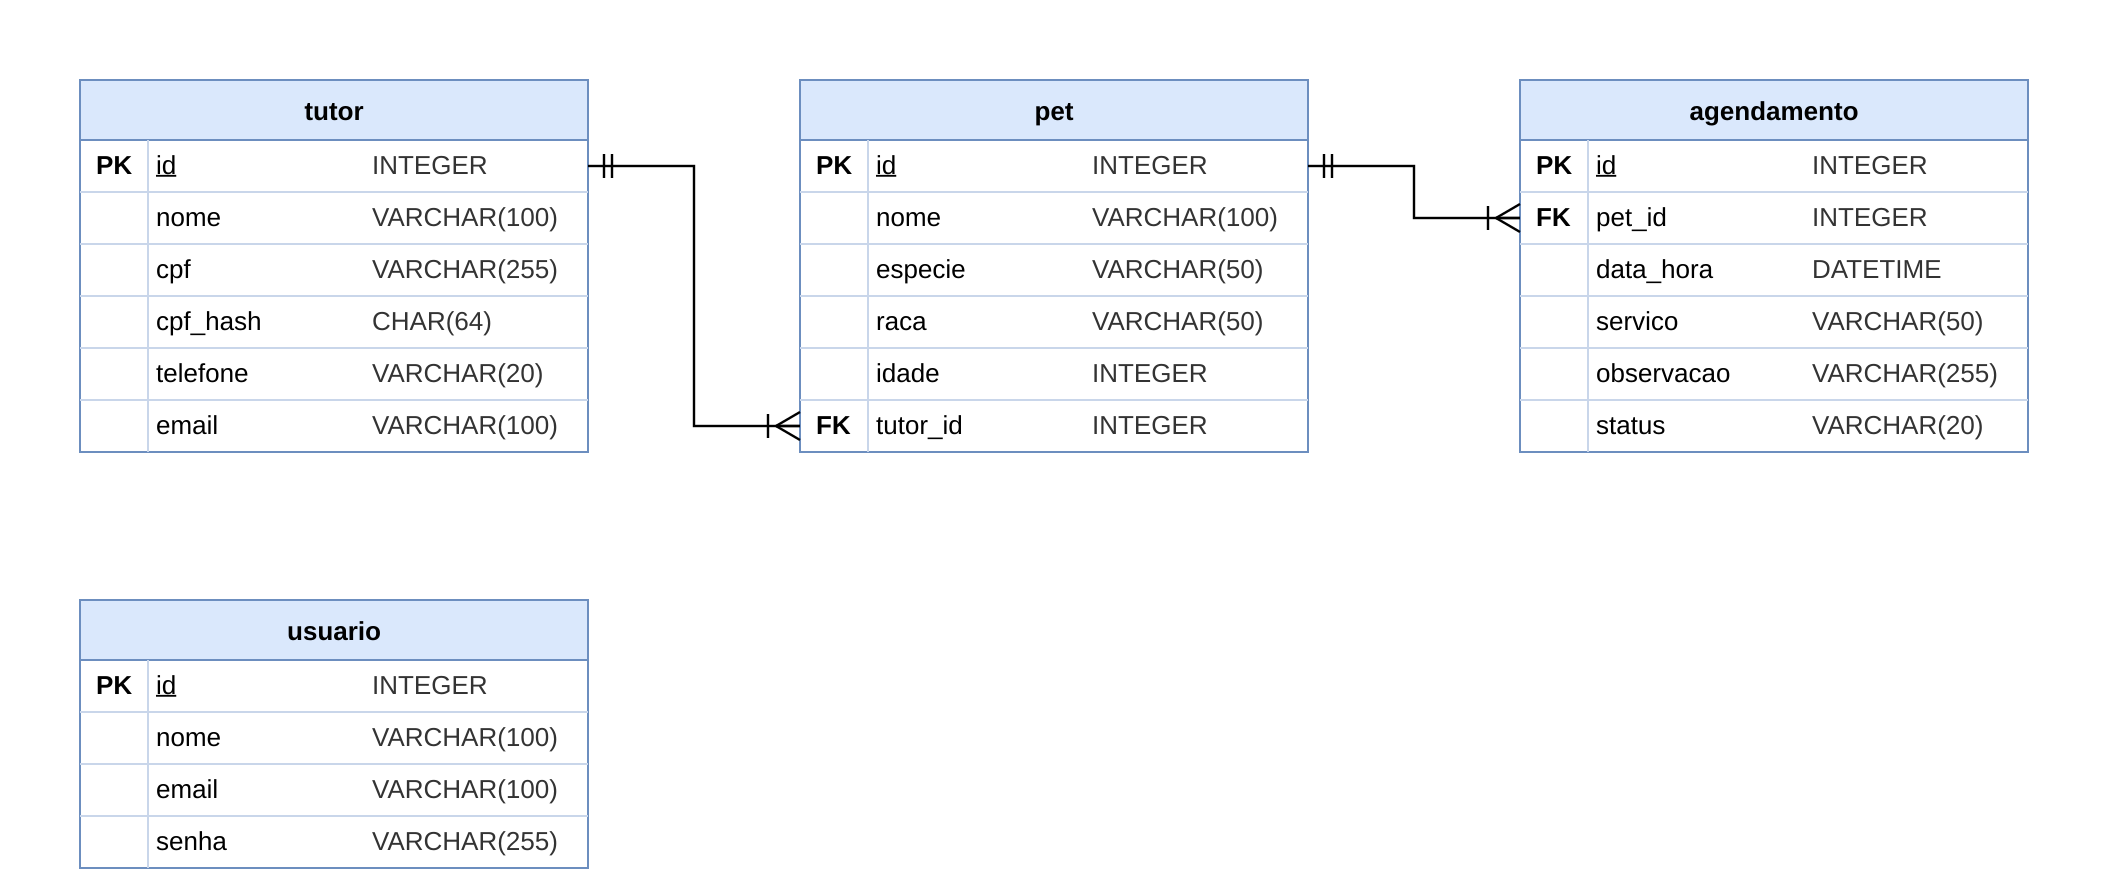 tutor
PK id INTEGER
nome VARCHAR(100)
cpf VARCHAR(255)
cpf_hash CHAR(64)
telefone VARCHAR(20)
email VARCHAR(100)
pet
PK id INTEGER
nome VARCHAR(100)
especie VARCHAR(50)
raca VARCHAR(50)
idade INTEGER
FK tutor_id INTEGER
agendamento
PK id INTEGER
FK pet_id INTEGER
data_hora DATETIME
servico VARCHAR(50)
observacao VARCHAR(255)
status VARCHAR(20)
usuario
PK id INTEGER
nome VARCHAR(100)
email VARCHAR(100)
senha VARCHAR(255)